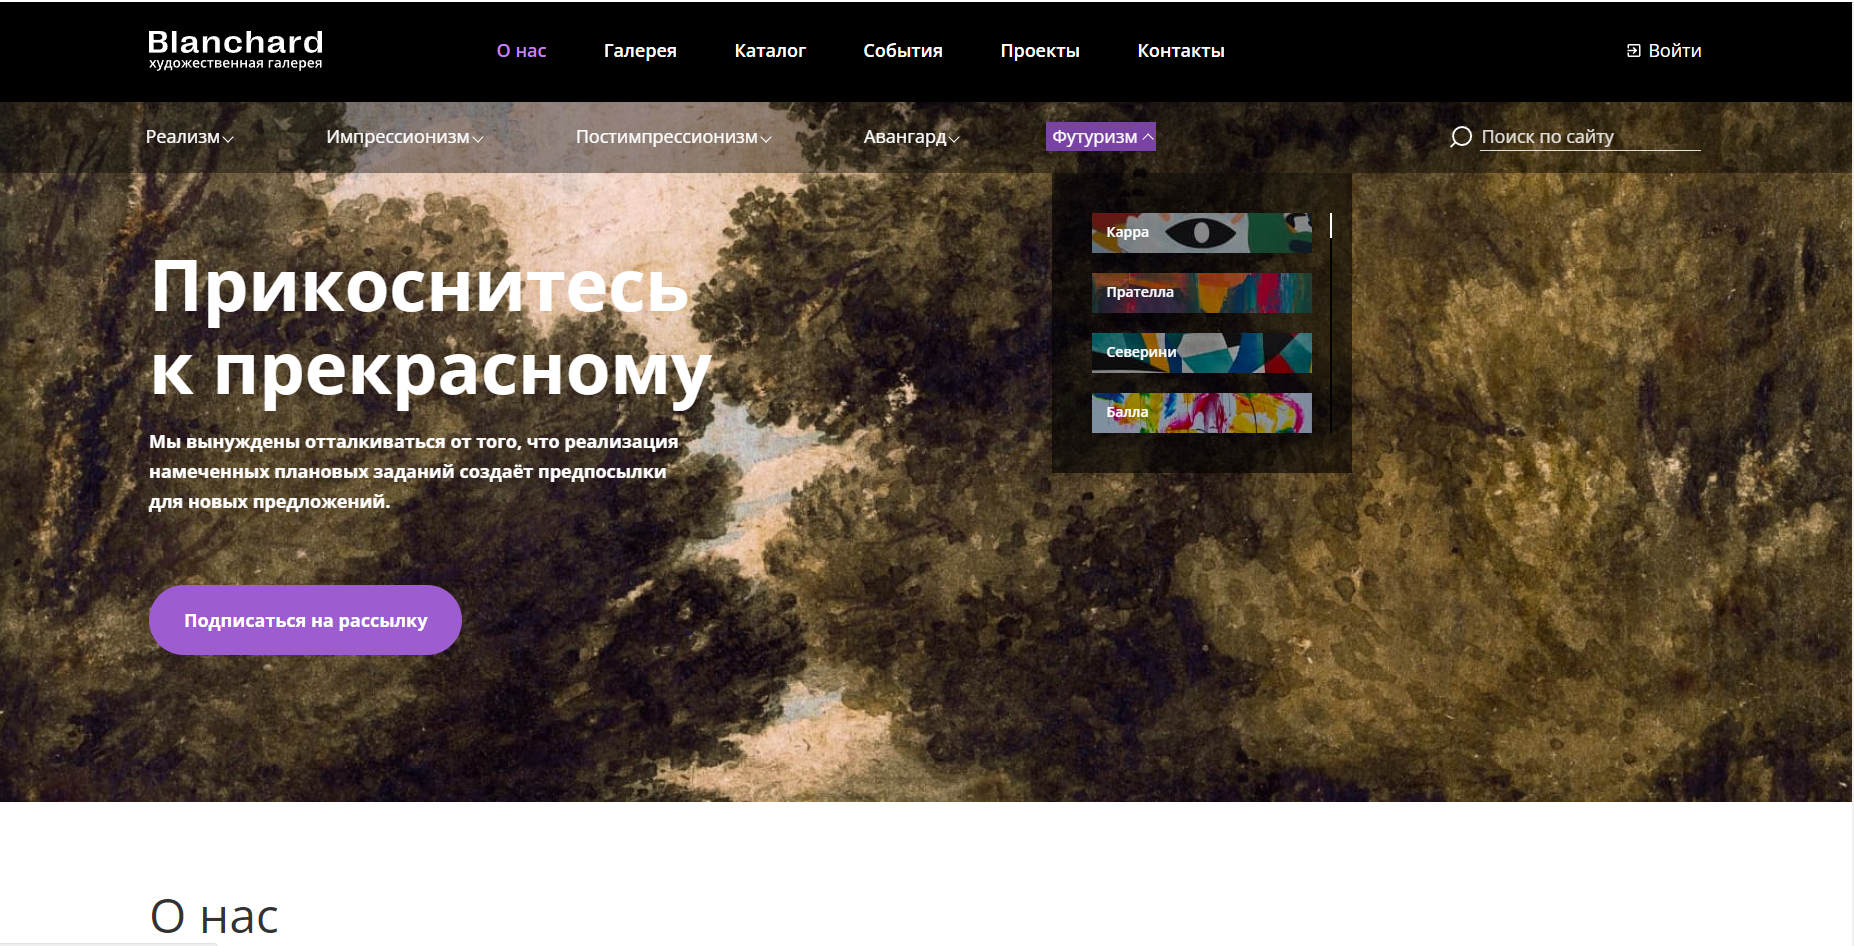 Blanchard
художественная галерея
О нас
Галерея
Каталог
События
Проекты
Контакты
Войти
Реализм
Импрессионизм
Постимпрессионизм
Авангард
Футуризм
Поиск по сайту
Карра
Прателла
Северини
Балла
Прикоснитесь
к прекрасному
Мы вынуждены отталкиваться от того, что реализация
намеченных плановых заданий создаёт предпосылки
для новых предложений.
Подписаться на рассылку
О нас